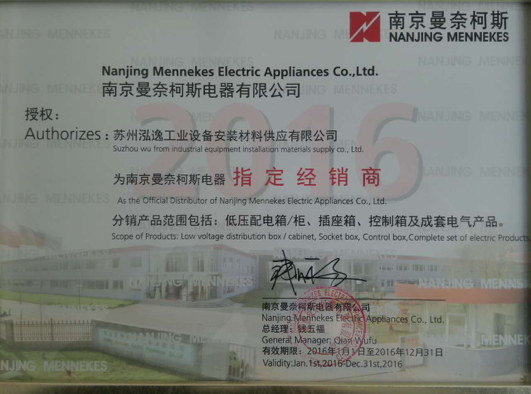 南京曼奈柯斯
NANJING MENNEKES
Nanjing Mennekes Electric Appliances Co.,Ltd.
南京曼奈柯斯电器有限公司
2016
授权：
Authorizes : 苏州泓逸工业设备安装材料供应有限公司
Suzhou wu from industrial equipment installation materials supply co., Ltd.
为南京曼奈柯斯电器 指定经销商
As the Official Distributor of Nanjing Mennekes Electric Appliances Co., Ltd.
分销产品范围包括：低压配电箱/柜、插座箱、控制箱及成套电气产品。
Scope of Products: Low voltage distribution box / cabinet, Socket box, Control box,Complete set of electric Products
南京曼奈柯斯电器有限公司
Nanjing Mennekes Electric Appliances Co., Ltd.
总经理：钱五福
General Manager: Qian Wufu
有效期限：2016年1月1日至2016年12月31日
Validity:Jan.1st,2016-Dec.31st,2016